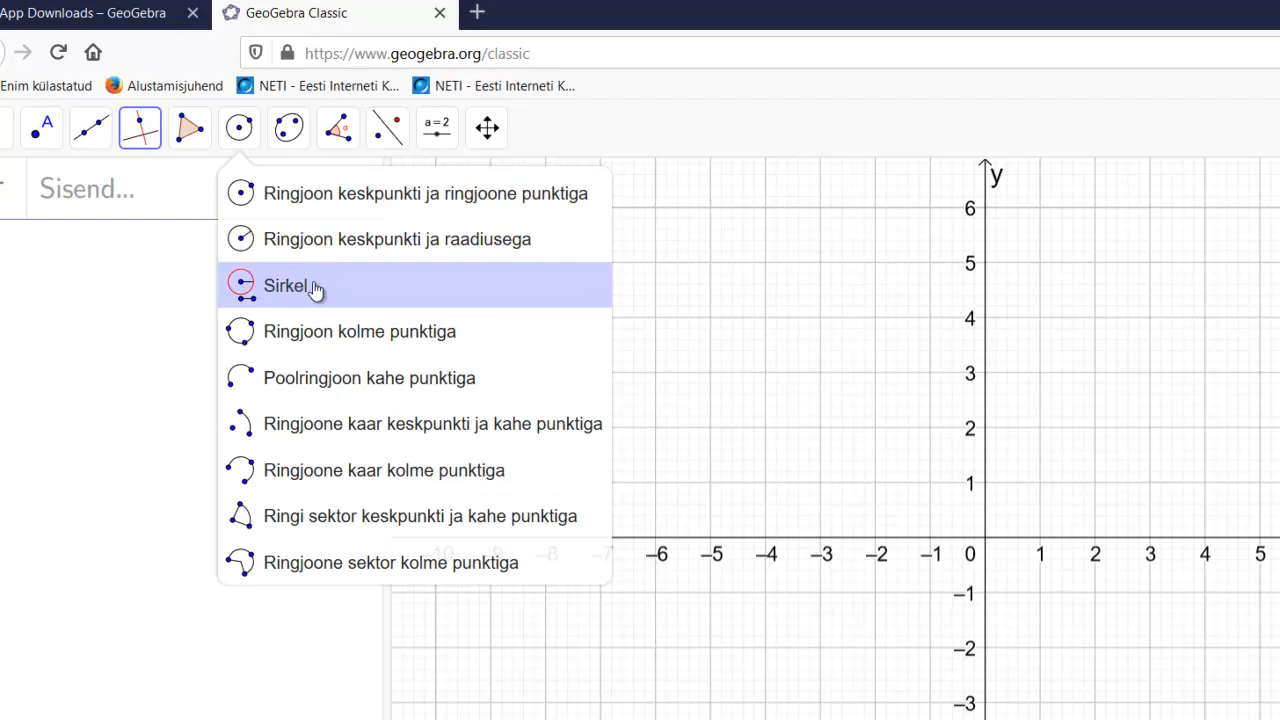 App Downloads – GeoGebra
GeoGebra Classic
https://www.geogebra.org/classic
Enim külastatud
Alustamisjuhend
NETI - Eesti Interneti K...
NETI - Eesti Interneti K...
A
α
a=2
Sisend...
Ringjoon keskpunkti ja ringjoone punktiga
Ringjoon keskpunkti ja raadiusega
Sirkel
Ringjoon kolme punktiga
Poolringjoon kahe punktiga
Ringjoone kaar keskpunkti ja kahe punktiga
Ringjoone kaar kolme punktiga
Ringi sektor keskpunkti ja kahe punktiga
Ringjoone sektor kolme punktiga
y
6
5
4
3
2
1
–10 –9 –8 –7 –6 –5 –4 –3 –2 –1 0 1 2 3 4 5
–1
–2
–3